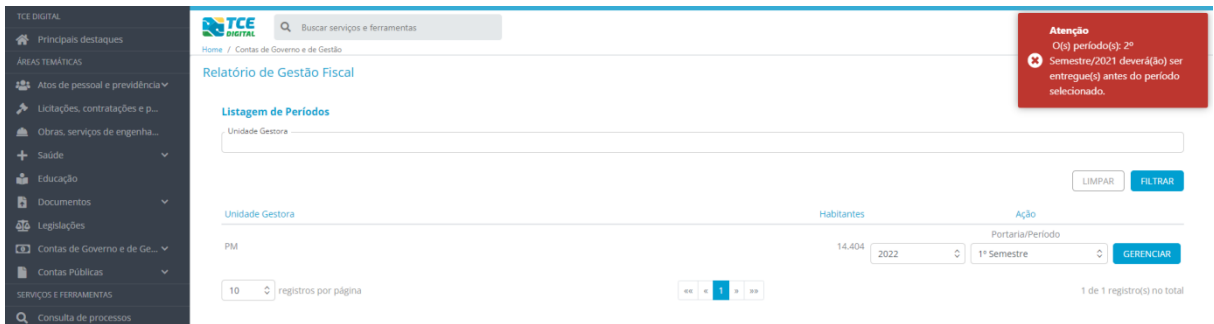 TCE DIGITAL
Principais destaques
ÁREAS TEMÁTICAS
Atos de pessoal e previdência
Licitações, contratações e p...
Obras, serviços de engenha...
Saúde
Educação
Documentos
Legislações
Contas de Governo e de Ge...
Contas Públicas
SERVIÇOS E FERRAMENTAS
Consulta de processos
TCE
DIGITAL
Buscar serviços e ferramentas
Home / Contas de Governo e de Gestão
Relatório de Gestão Fiscal
Atenção
O(s) período(s): 2º
Semestre/2021 deverá(ão) ser
entregue(s) antes do período
selecionado.
Listagem de Períodos
Unidade Gestora
LIMPAR FILTRAR
Unidade Gestora Habitantes Ação
Portaria/Período
PM 14.404 2022 1º Semestre GERENCIAR
10 registros por página «« « 1 » »» 1 de 1 registro(s) no total